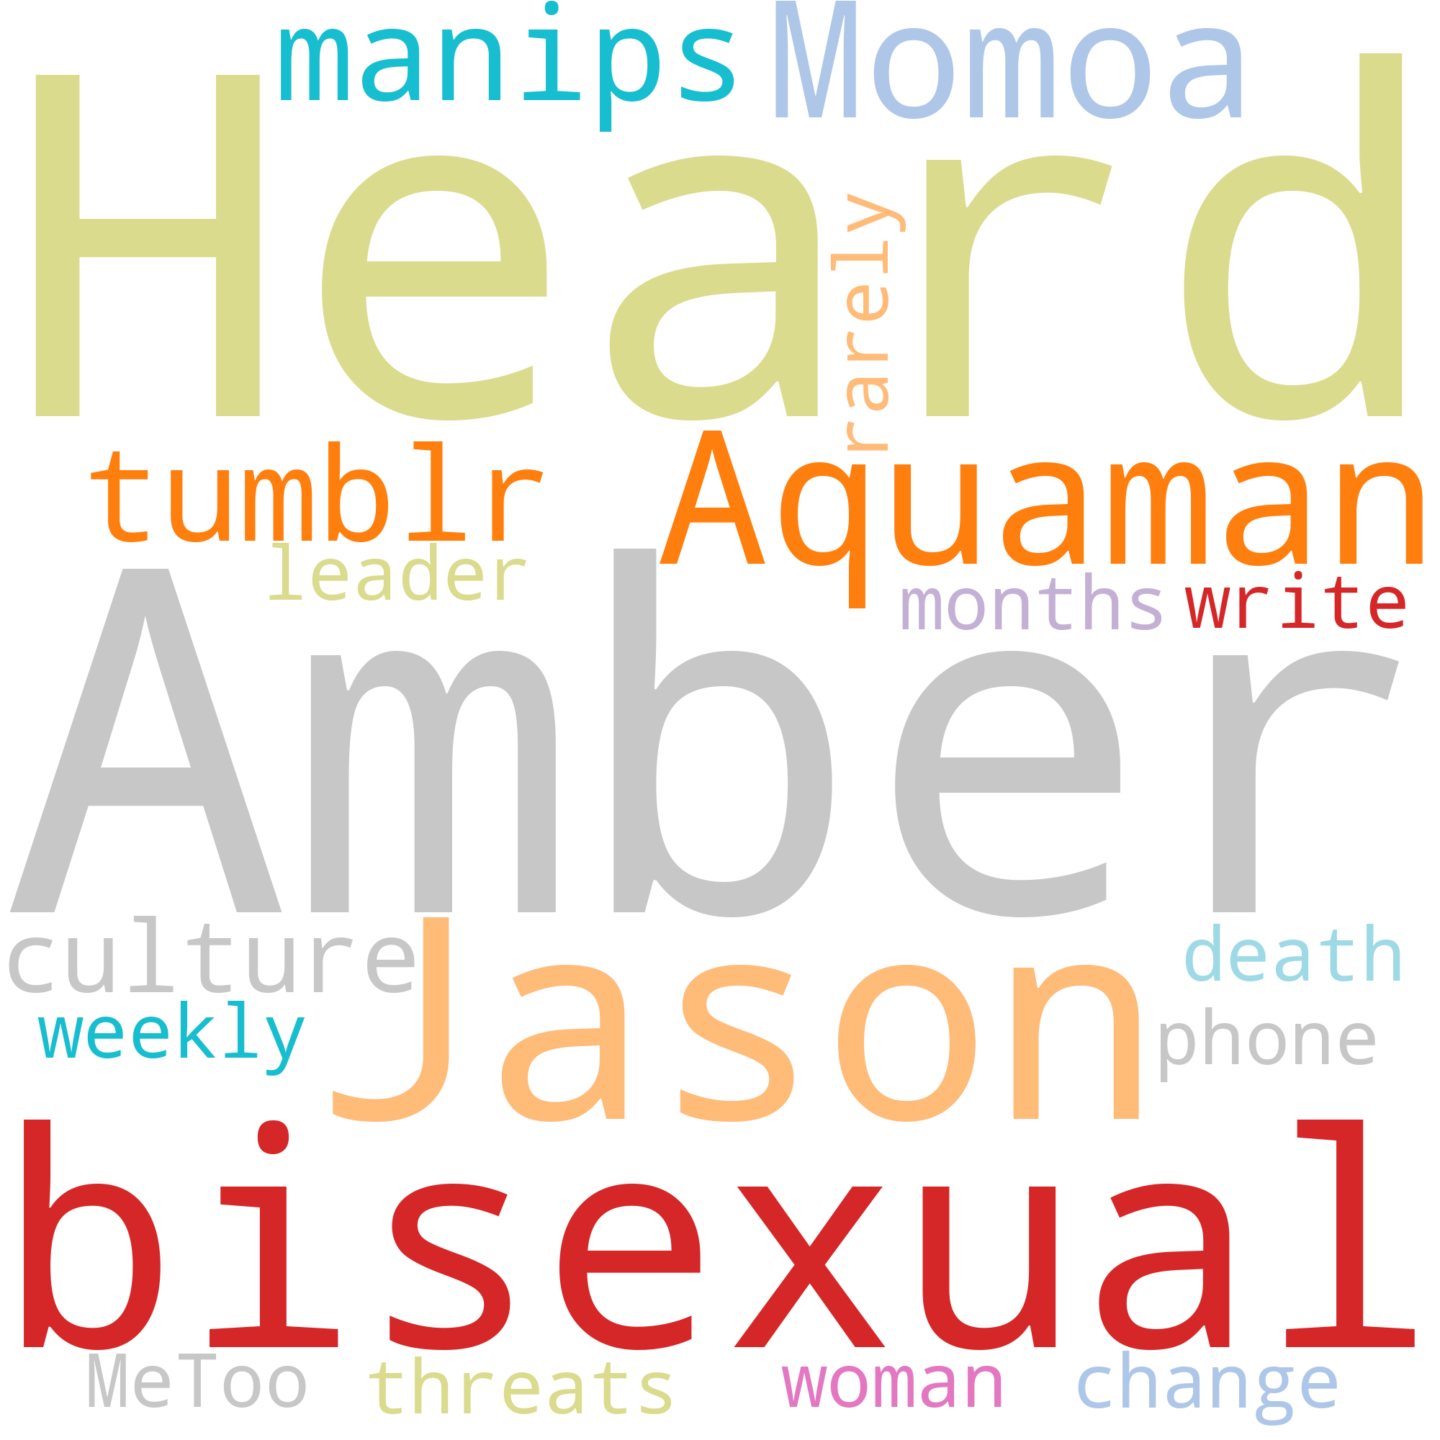 manips Momoa
Heard
rarely
tumblr Aquaman
leader months write
Amber
culture Jason death
weekly phone
bisexual
MeToo threats woman change